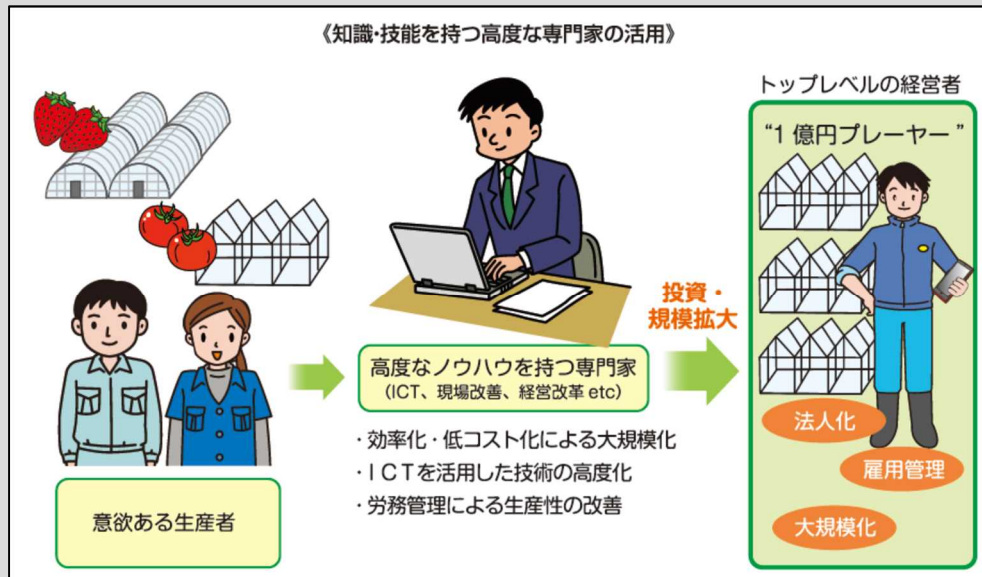 《知識・技能を持つ高度な専門家の活用》
意欲ある生産者
高度なノウハウを持つ専門家
(ICT、現場改善、経営改革 etc)
・効率化・低コスト化による大規模化
・ICTを活用した技術の高度化
・労務管理による生産性の改善
投資・
規模拡大
トップレベルの経営者
“1億円プレーヤー”
法人化
雇用管理
大規模化